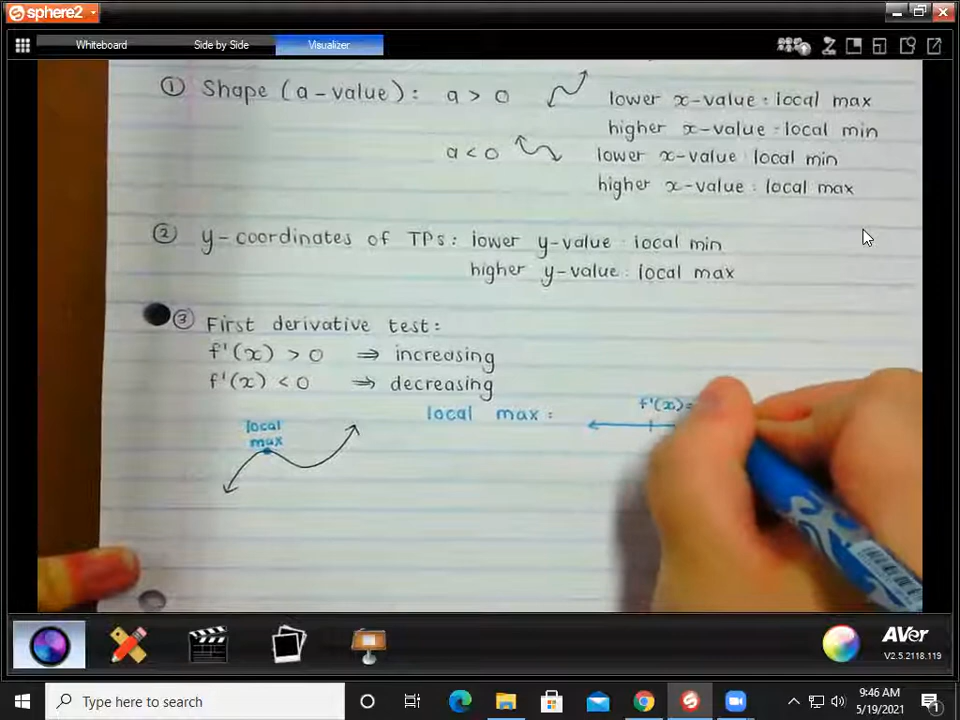 sphere2
Whiteboard
Side by Side
Visualizer
① Shape (a-value): a > 0
lower x-value: local max
higher x-value: local min
a < 0
lower x-value: local min
higher x-value: local max
② y-coordinates of TPs: lower y-value: local min
higher y-value: local max
③ First derivative test:
f'(x) > 0 ⇒ increasing
f'(x) < 0 ⇒ decreasing
local max:
f'(x)=
local
max
AVer
V2.5.2118.119
Type here to search
9:46 AM
5/19/2021